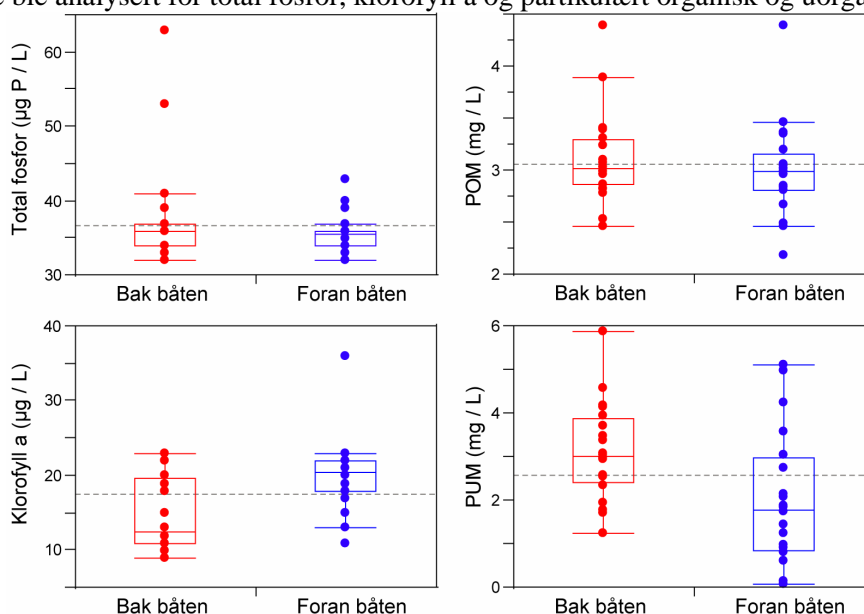 ble analysert for total fosfor, klorofyll a og partikulært organisk og uorga
Total fosfor (µg P / L)
60
50
40
30
Bak båten
Foran båten
POM (mg / L)
4
3
2
Bak båten
Foran båten
Klorofyll a (µg / L)
40
30
20
10
Bak båten
Foran båten
PUM (mg / L)
6
4
2
0
Bak båten
Foran båten